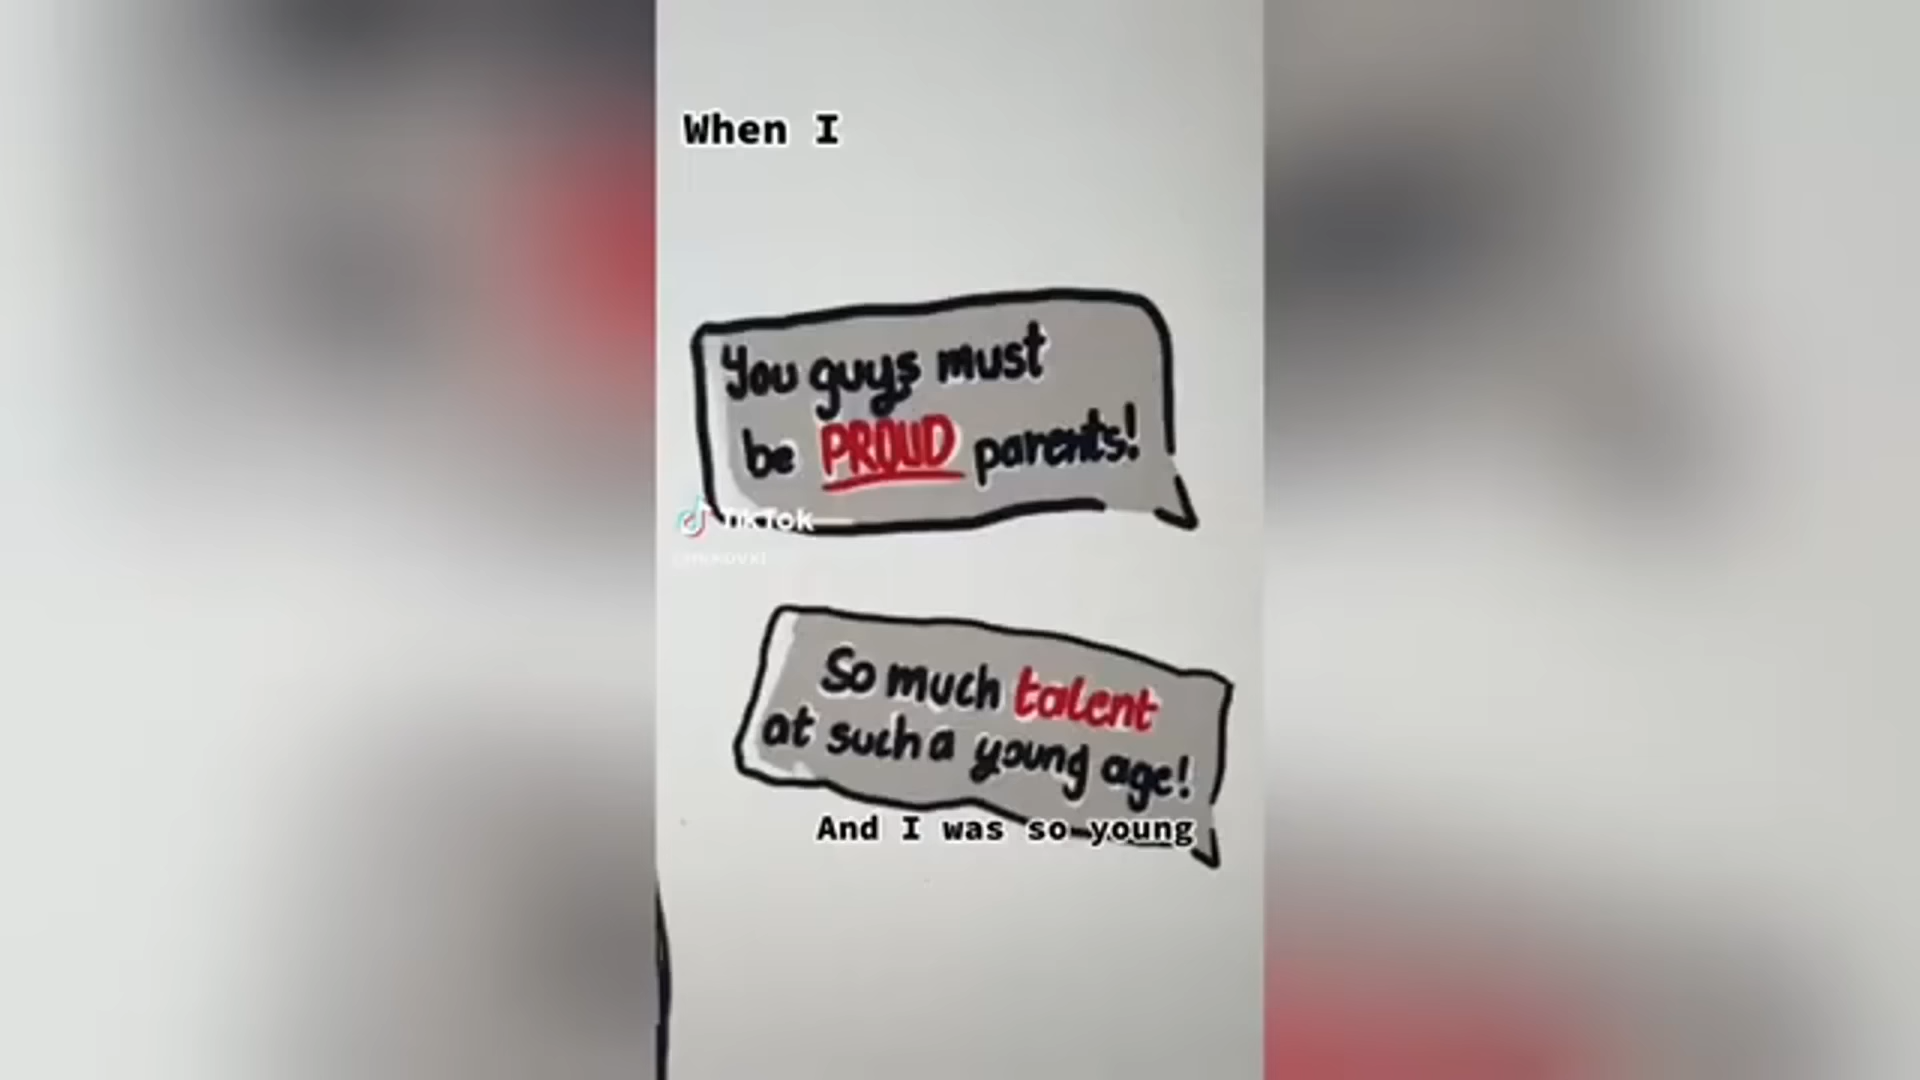 When I
You guys must
be PROUD parents!
TikTok
So much talent
at such a young age!
And I was so young